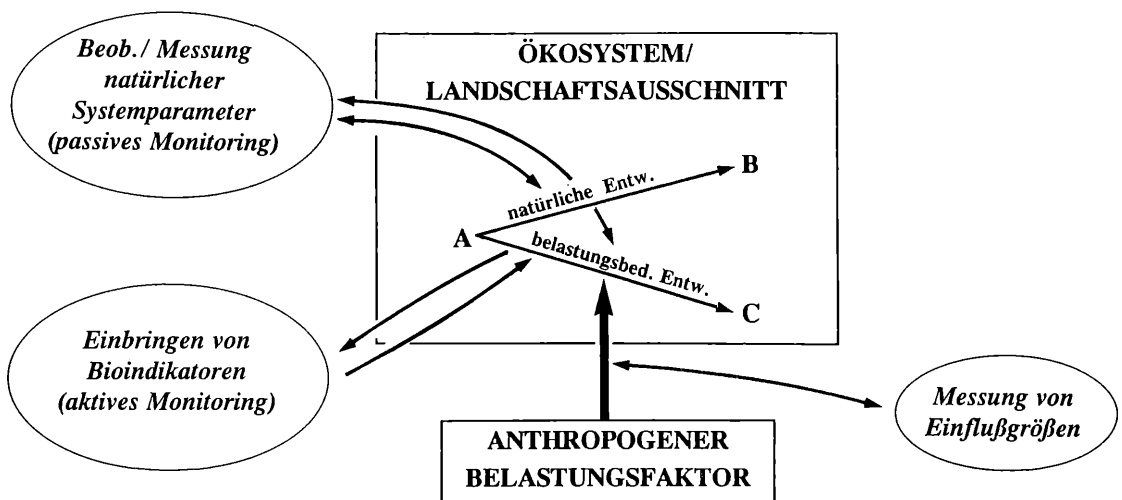 Beob./ Messung
natürlicher
Systemparameter
(passives Monitoring)
ÖKOSYSTEM/
LANDSCHAFTSAUSSCHNITT
B
natürliche Entw.
A
belastungsbed. Entw.
C
Einbringen von
Bioindikatoren
(aktives Monitoring)
Messung von
Einflußgrößen
ANTHROPOGENER
BELASTUNGSFAKTOR